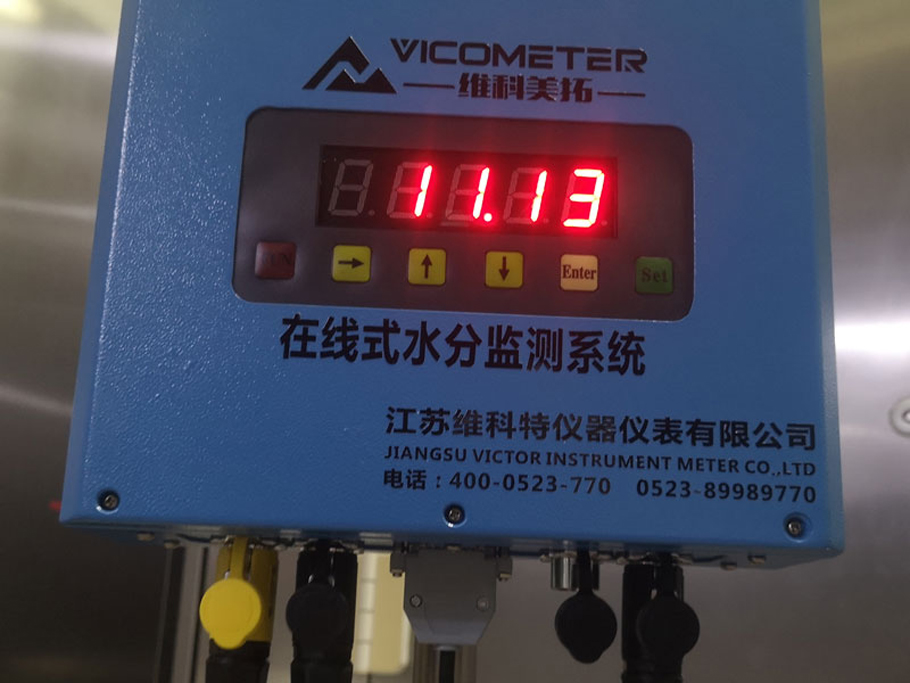 VICOMETER
维科美拓
11.13
RUN → ↑ ↓ Enter Set
在线式水分监测系统
江苏维科特仪器仪表有限公司
JIANGSU VICTOR INSTRUMENT METER CO.,LTD
电话：400-0523-770 0523-89989770